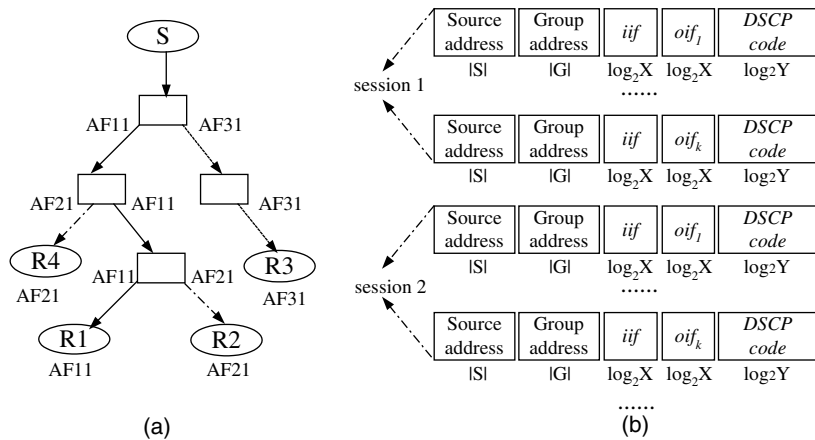 S
AF11 AF31
AF21 AF11 AF31
R4 AF11 AF21 R3
AF21 AF31
R1 R2
AF11 AF21
(a)
Source address Group address iif oif₁ DSCP code
|S| |G| log₂X log₂X log₂Y
session 1
......
Source address Group address iif oifₖ DSCP code
|S| |G| log₂X log₂X log₂Y
Source address Group address iif oif₁ DSCP code
|S| |G| log₂X log₂X log₂Y
session 2
......
Source address Group address iif oifₖ DSCP code
|S| |G| log₂X log₂X log₂Y
......
(b)